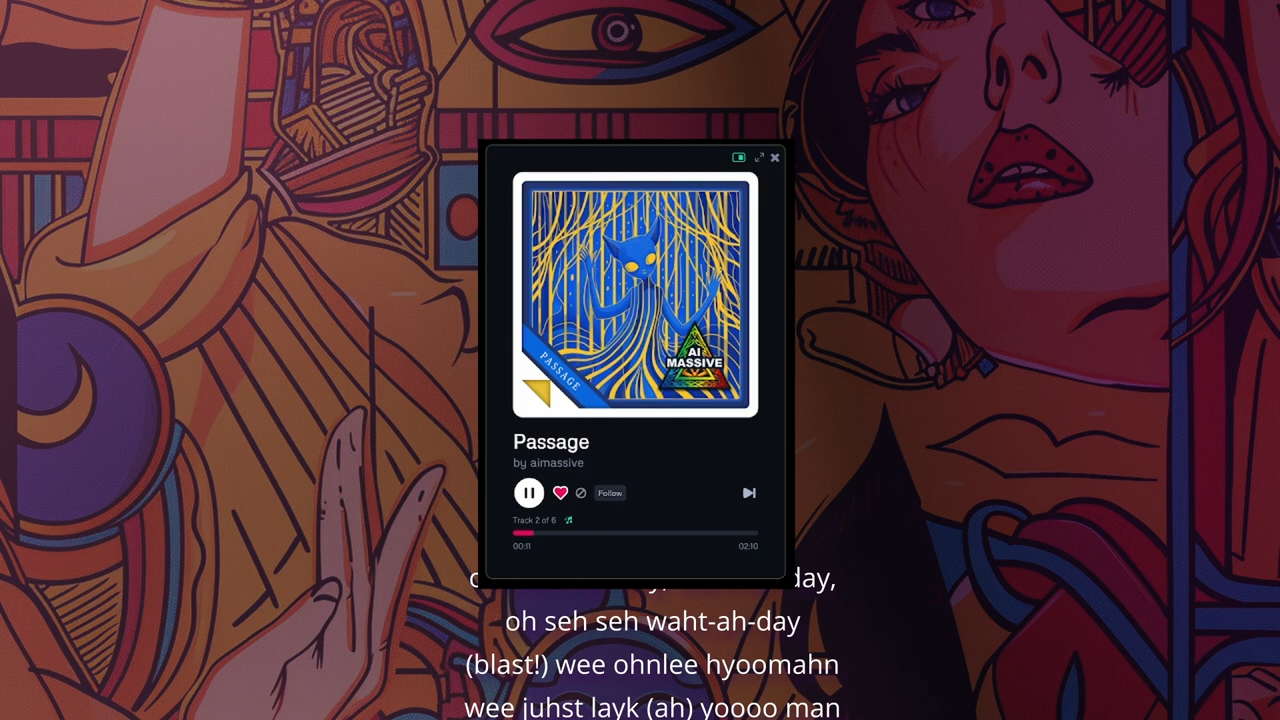 PASSAGE
AI
MASSIVE
Passage
by aimassive
Follow
Track 2 of 6
00:11
02:10
day,
oh seh seh waht-ah-day
(blast!) wee ohnlee hyoomahn
wee juhst layk (ah) yoooo man